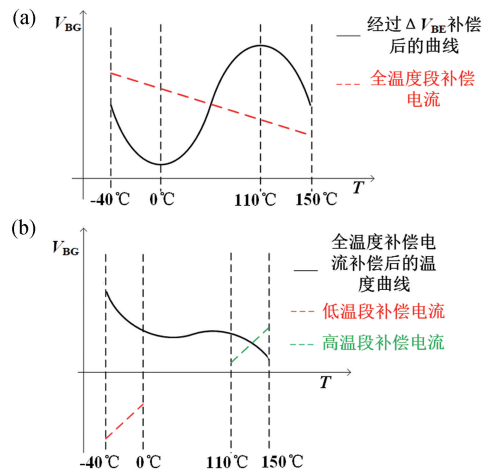 (a)
V_BG
经过Δ V_BE补偿
后的曲线
全温度段补偿
电流
T
-40℃ 0℃ 110℃ 150℃
(b)
V_BG
全温度补偿电
流补偿后的温
度曲线
低温段补偿电流
高温段补偿电流
T
-40℃ 0℃ 110℃ 150℃